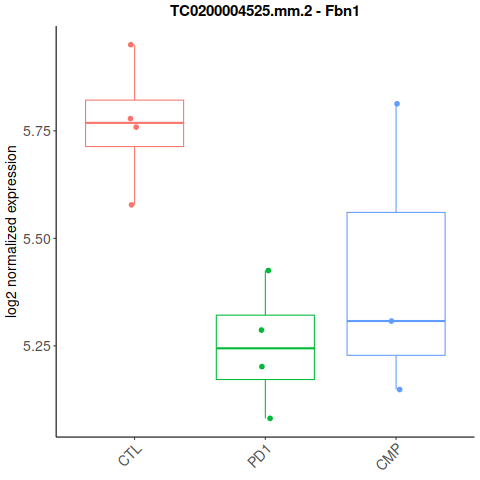 TC0200004525.mm.2 - Fbn1
log2 normalized expression
5.75
5.50
5.25
CTL
PD1
CMP